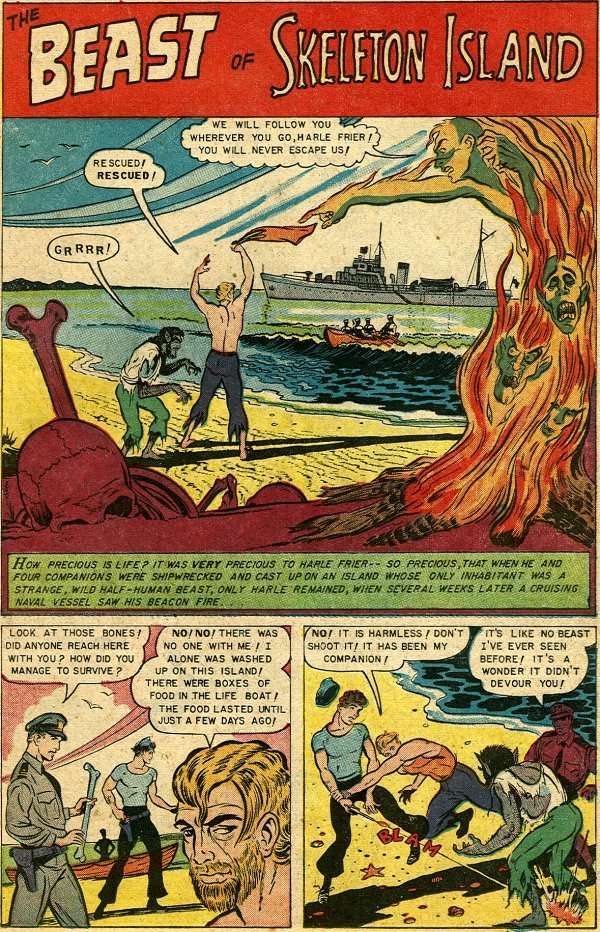 THE
BEAST OF SKELETON ISLAND
WE WILL FOLLOW YOU
WHEREVER YOU GO, HARLE FRIER!
YOU WILL NEVER ESCAPE US!
RESCUED!
RESCUED!
GRRRR!
HOW PRECIOUS IS LIFE? IT WAS VERY PRECIOUS TO HARLE FRIER-- SO PRECIOUS, THAT WHEN HE AND
FOUR COMPANIONS WERE SHIPWRECKED AND CAST UP ON AN ISLAND WHOSE ONLY INHABITANT WAS A
STRANGE, WILD HALF-HUMAN BEAST, ONLY HARLE REMAINED, WHEN SEVERAL WEEKS LATER A CRUISING
NAVAL VESSEL SAW HIS BEACON FIRE...
LOOK AT THOSE BONES!
DID ANYONE REACH HERE
WITH YOU? HOW DID YOU
MANAGE TO SURVIVE?
NO! NO! THERE WAS
NO ONE WITH ME! I
ALONE WAS WASHED
UP ON THIS ISLAND!
THERE WERE BOXES OF
FOOD IN THE LIFE BOAT!
THE FOOD LASTED UNTIL
JUST A FEW DAYS AGO!
NO! IT IS HARMLESS! DON'T
SHOOT IT! IT HAS BEEN MY
COMPANION!
IT'S LIKE NO BEAST
I'VE EVER SEEN
BEFORE! IT'S A
WONDER IT DIDN'T
DEVOUR YOU!
BLAM